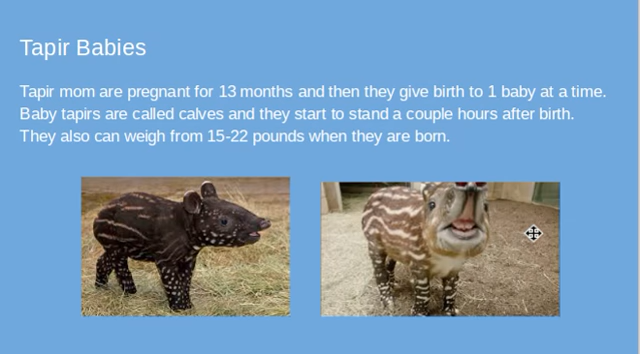 Tapir Babies
Tapir mom are pregnant for 13 months and then they give birth to 1 baby at a time.
Baby tapirs are called calves and they start to stand a couple hours after birth.
They also can weigh from 15-22 pounds when they are born.